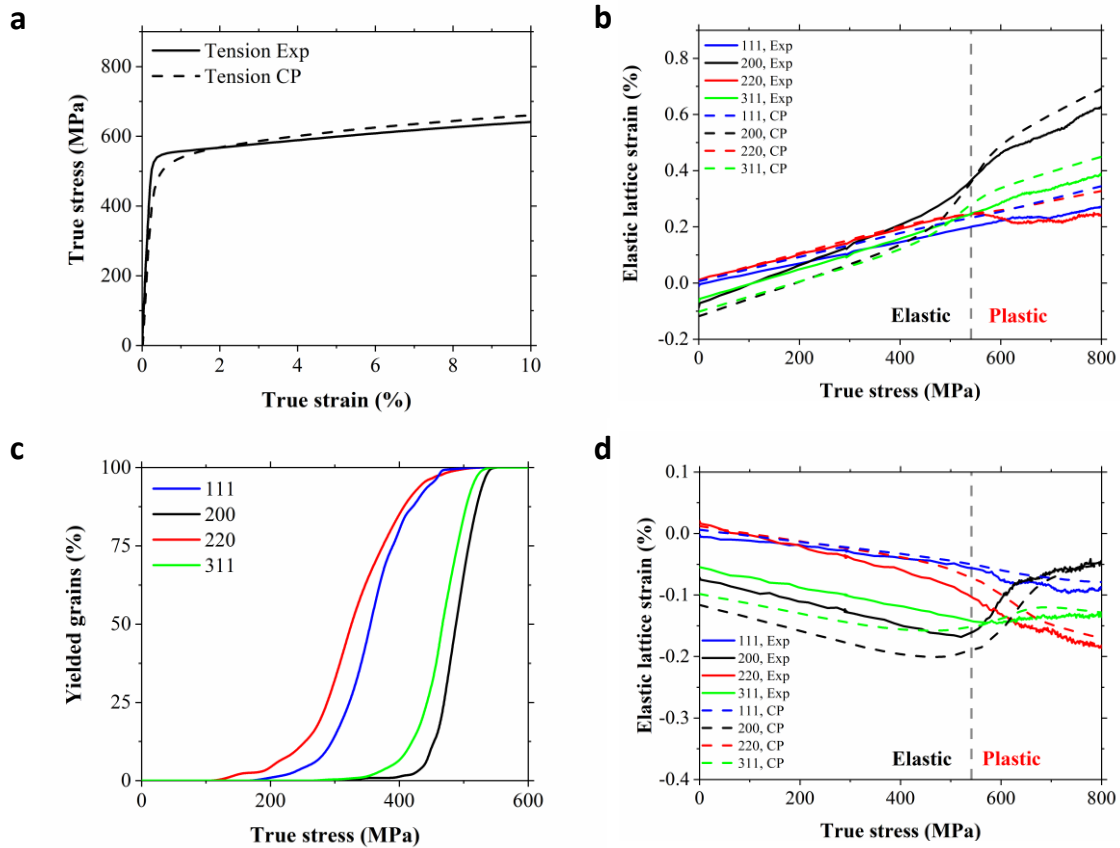 a
Tension Exp
Tension CP
True stress (MPa)
800
600
400
200
0
0 2 4 6 8 10
True strain (%)
b
111, Exp
200, Exp
220, Exp
311, Exp
111, CP
200, CP
220, CP
311, CP
Elastic lattice strain (%)
0.8
0.6
0.4
0.2
0.0
-0.2
Elastic Plastic
0 200 400 600 800
True stress (MPa)
c
111
200
220
311
Yielded grains (%)
100
75
50
25
0
0 200 400 600
True stress (MPa)
d
Elastic lattice strain (%)
0.1
0.0
-0.1
-0.2
-0.3
-0.4
111, Exp
200, Exp
220, Exp
311, Exp
111, CP
200, CP
220, CP
311, CP
Elastic Plastic
0 200 400 600 800
True stress (MPa)